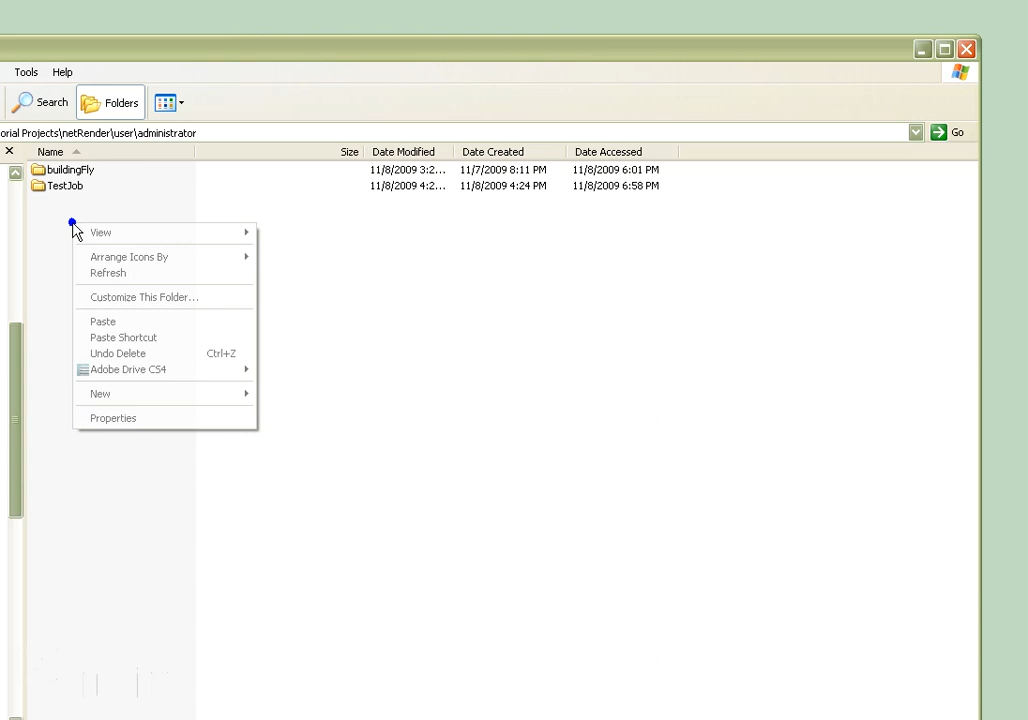 Tools Help
Search Folders
orial Projects\netRender\user\administrator Go
Name Size Date Modified Date Created Date Accessed
buildingFly 11/8/2009 3:2... 11/7/2009 8:11 PM 11/8/2009 6:01 PM
TestJob 11/8/2009 4:2... 11/8/2009 4:24 PM 11/8/2009 6:58 PM
View
Arrange Icons By
Refresh
Customize This Folder...
Paste
Paste Shortcut
Undo Delete Ctrl+Z
Adobe Drive CS4
New
Properties